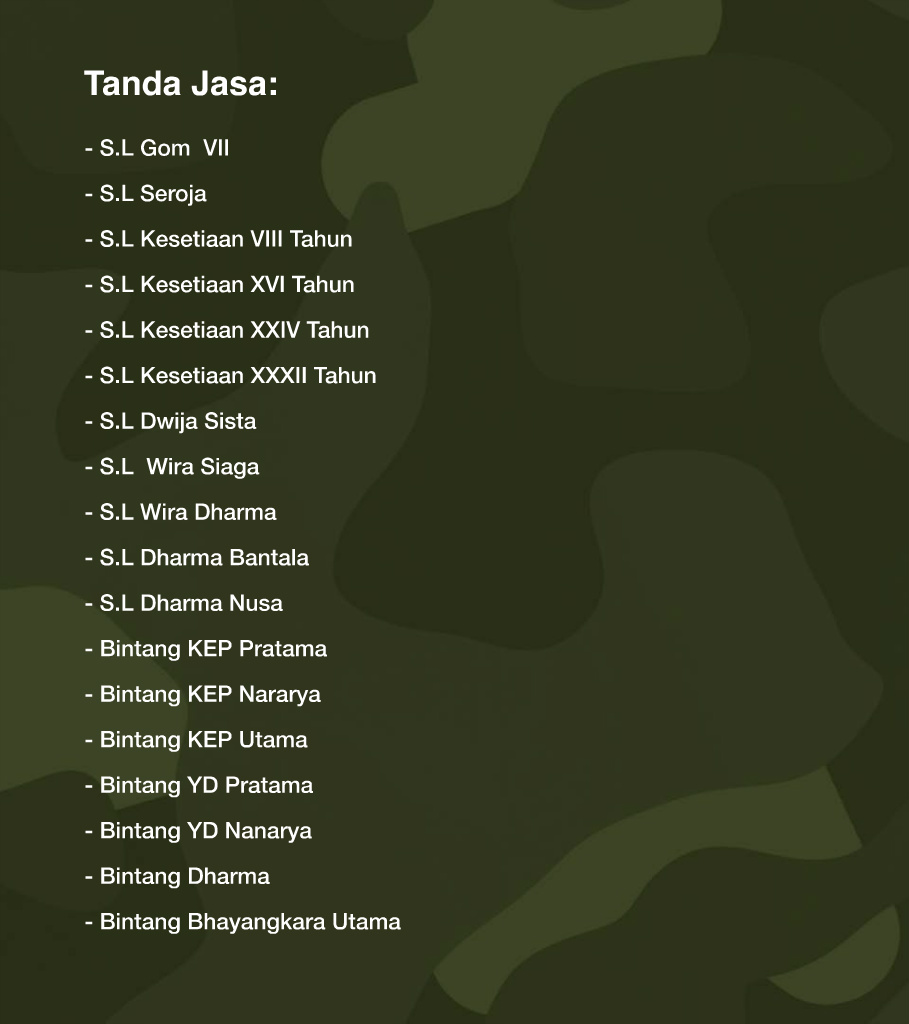 Tanda Jasa:
- S.L Gom  VII
- S.L Seroja
- S.L Kesetiaan VIII Tahun
- S.L Kesetiaan XVI Tahun
- S.L Kesetiaan XXIV Tahun
- S.L Kesetiaan XXXII Tahun
- S.L Dwija Sista
- S.L  Wira Siaga
- S.L Wira Dharma
- S.L Dharma Bantala
- S.L Dharma Nusa
- Bintang KEP Pratama
- Bintang KEP Nararya
- Bintang KEP Utama
- Bintang YD Pratama
- Bintang YD Nanarya
- Bintang Dharma
- Bintang Bhayangkara Utama